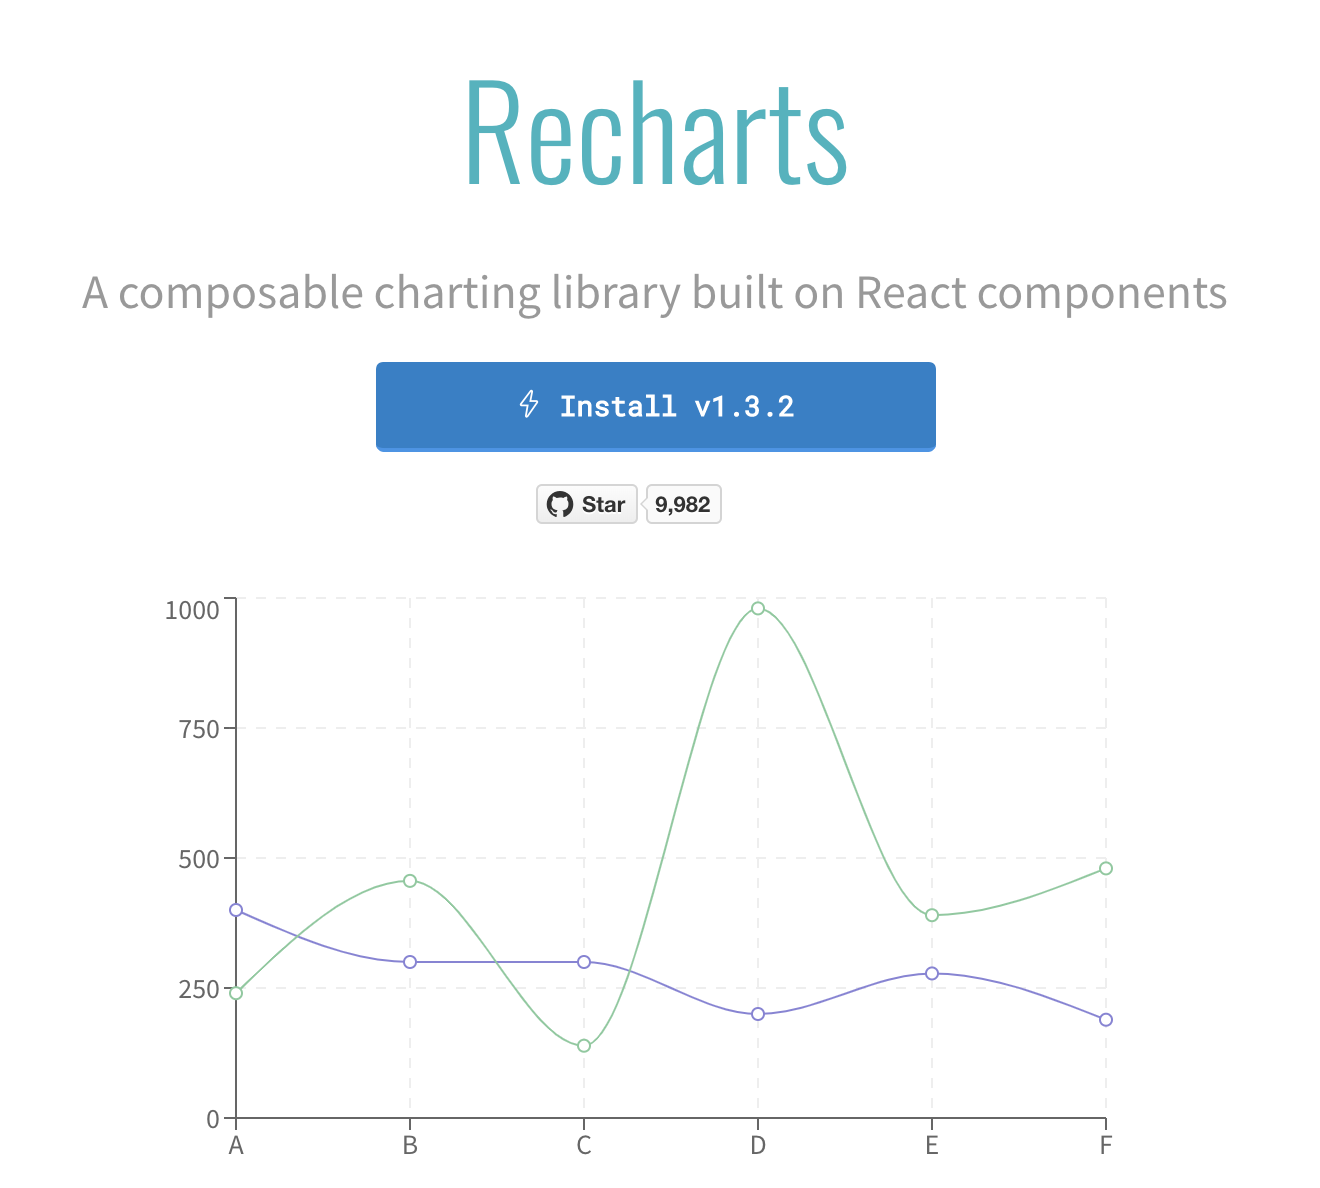 Recharts
A composable charting library built on React components
Install v1.3.2
Star 9,982
1000
750
500
250
0
A B C D E F